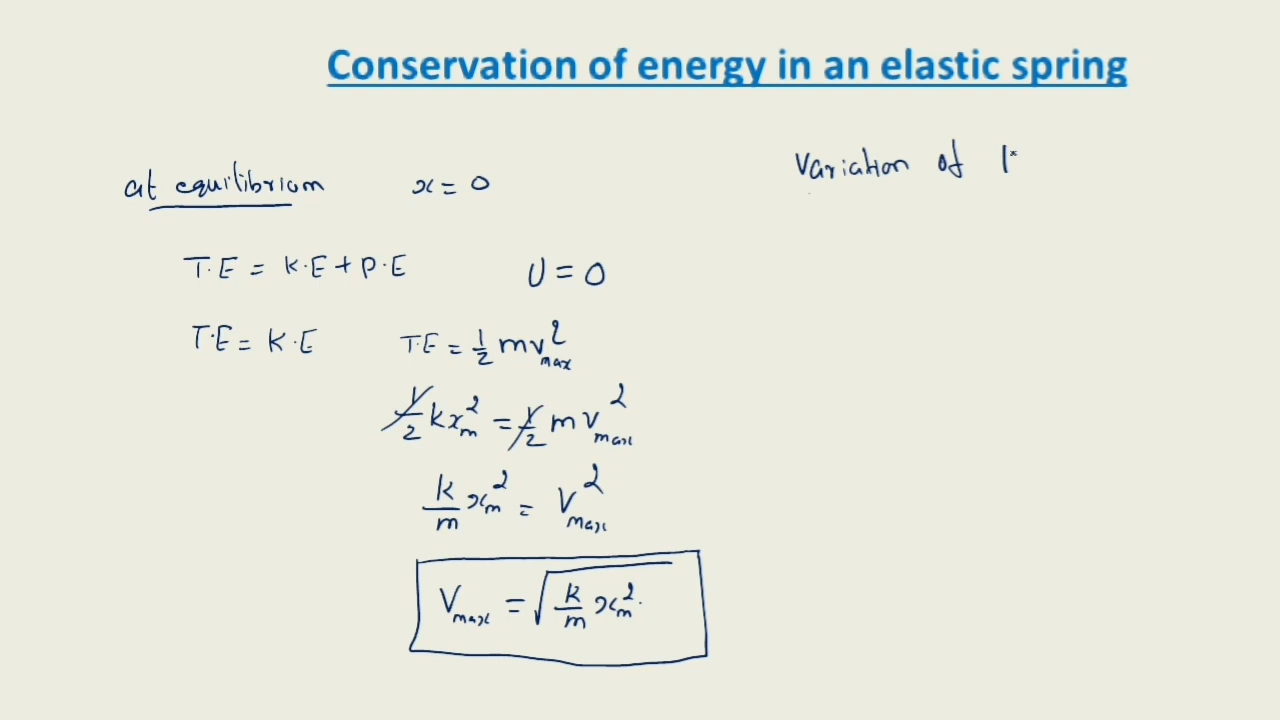 Conservation of energy in an elastic spring
at equilibrium x = 0
T.E = K.E + P.E U = 0
T.E = K.E T.E = 1/2 mv²max
1/2 kx²m = 1/2 mv²max
k/m x²m = V²max
Vmax = √(k/m x²m)
Variation of